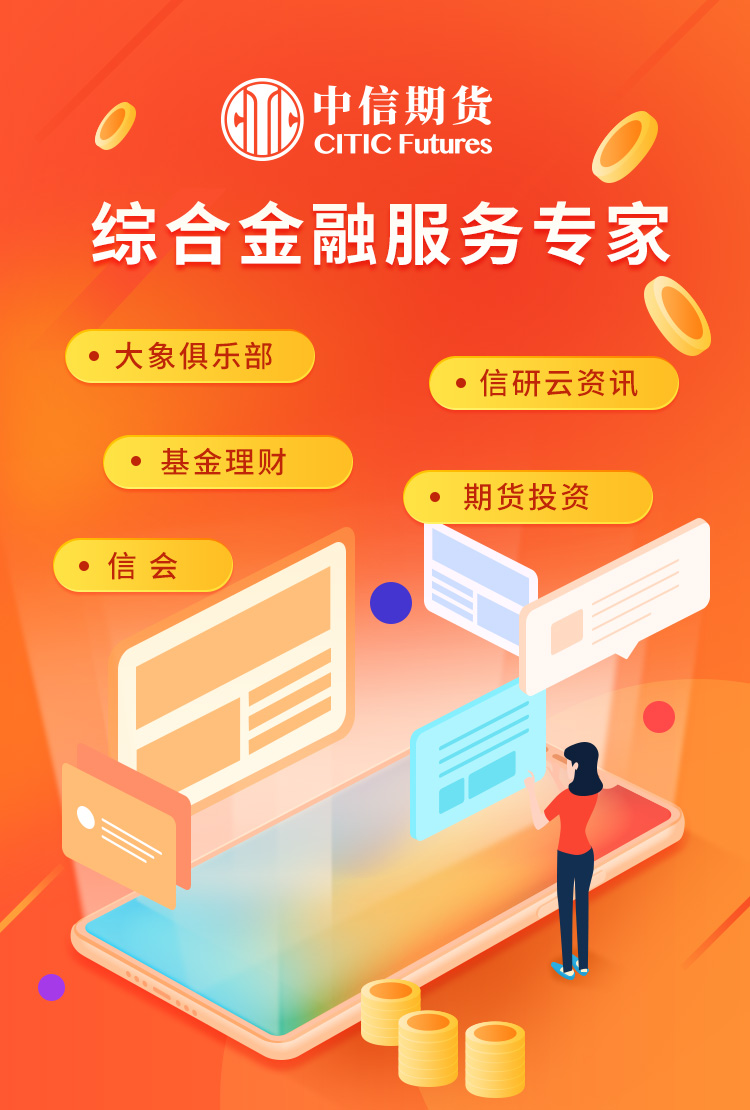 中信期货
CITIC Futures
综合金融服务专家
大象俱乐部
信研云资讯
基金理财
期货投资
信 会